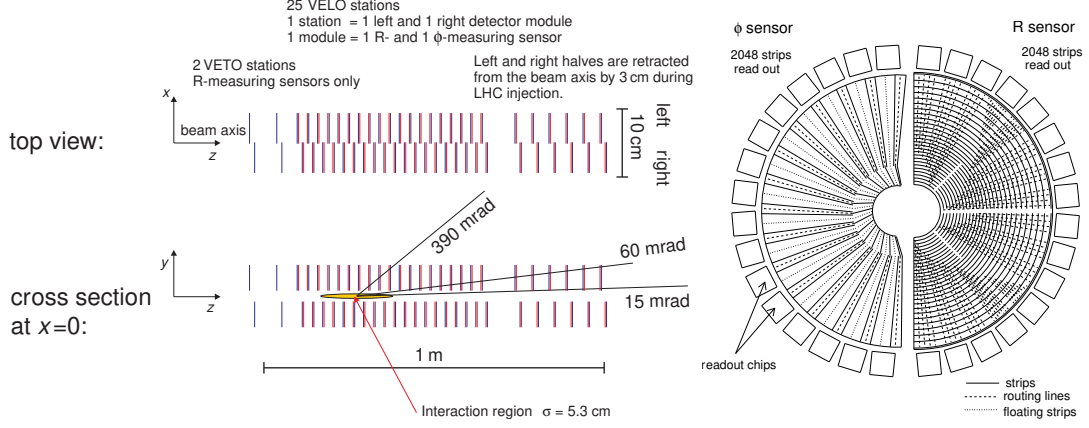 25 VELO stations
1 station = 1 left and 1 right detector module
1 module = 1 R- and 1 ϕ-measuring sensor
2 VETO stations
R-measuring sensors only
Left and right halves are retracted
from the beam axis by 3 cm during
LHC injection.
top view:
x
beam axis
z
left
right
10 cm
390 mrad
60 mrad
15 mrad
y
z
cross section
at x=0:
1 m
Interaction region σ = 5.3 cm
ϕ sensor
2048 strips
read out
R sensor
2048 strips
read out
readout chips
strips
routing lines
floating strips